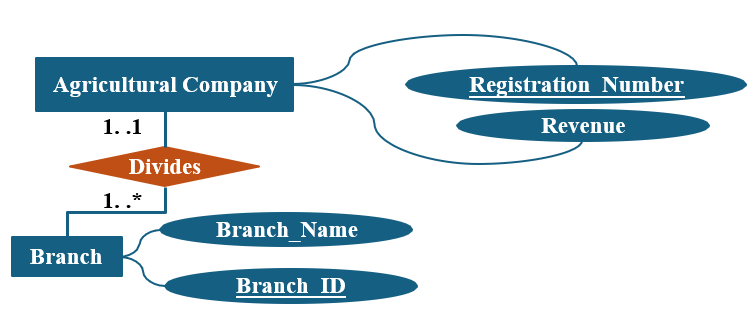 Agricultural Company
Registration_Number
Revenue
1. .1
Divides
1. .*
Branch_Name
Branch
Branch_ID